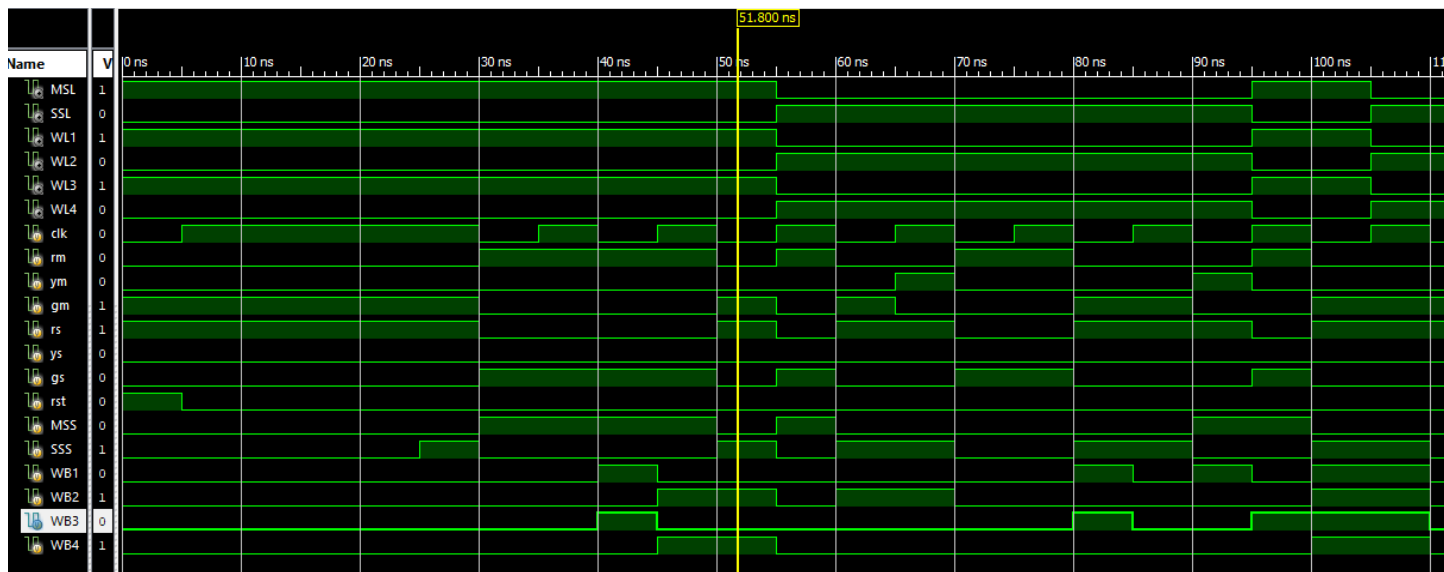 51.800 ns
Name V 0 ns 10 ns 20 ns 30 ns 40 ns 50 ns 60 ns 70 ns 80 ns 90 ns 100 ns 11
MSL 1
SSL 0
WL1 1
WL2 0
WL3 1
WL4 0
clk 0
rm 0
ym 0
gm 1
rs 1
ys 0
gs 0
rst 0
MSS 0
SSS 1
WB1 0
WB2 1
WB3 0
WB4 1